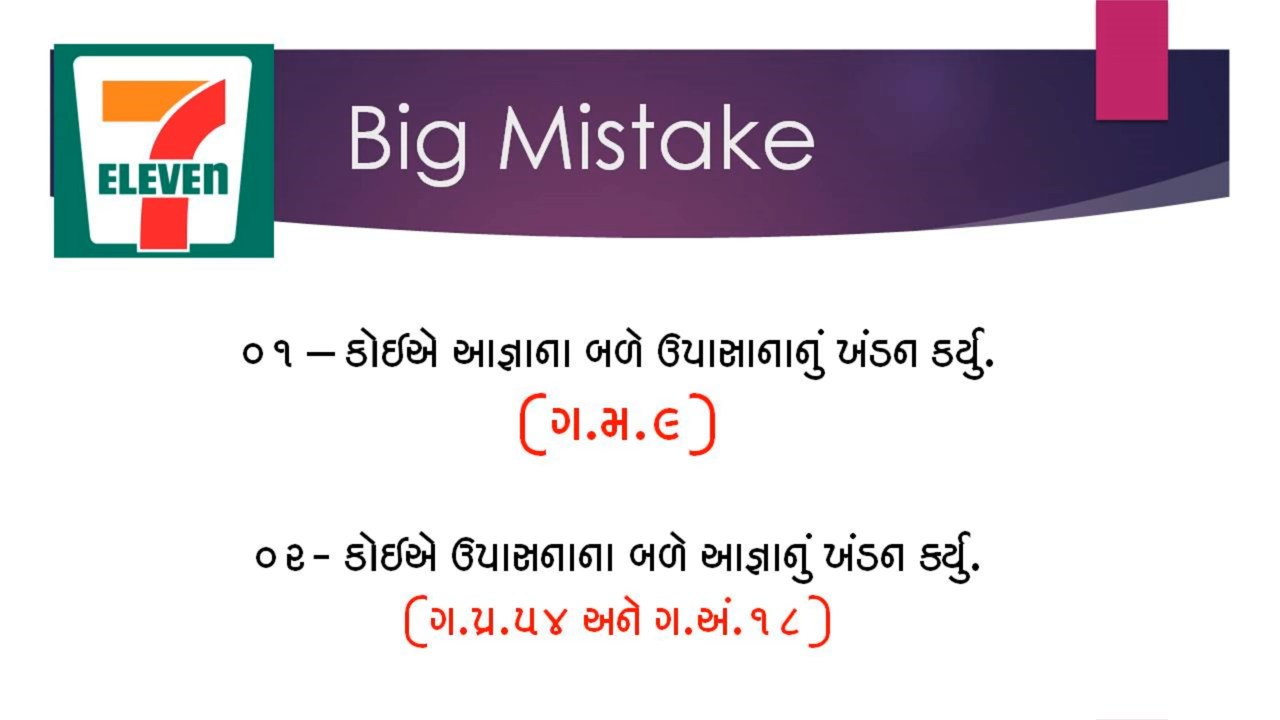 7
ELEVEn
Big Mistake
૦૧ – કોઈએ આજ્ઞાના બળે ઉપાસાનાનું ખંડન કર્યુ.
(ગ.મ.૯)
૦૨- કોઈએ ઉપાસનાના બળે આજ્ઞાનું ખંડન કર્યુ.
(ગ.પ્ર.૫૪ અને ગ.અં.૧૮)